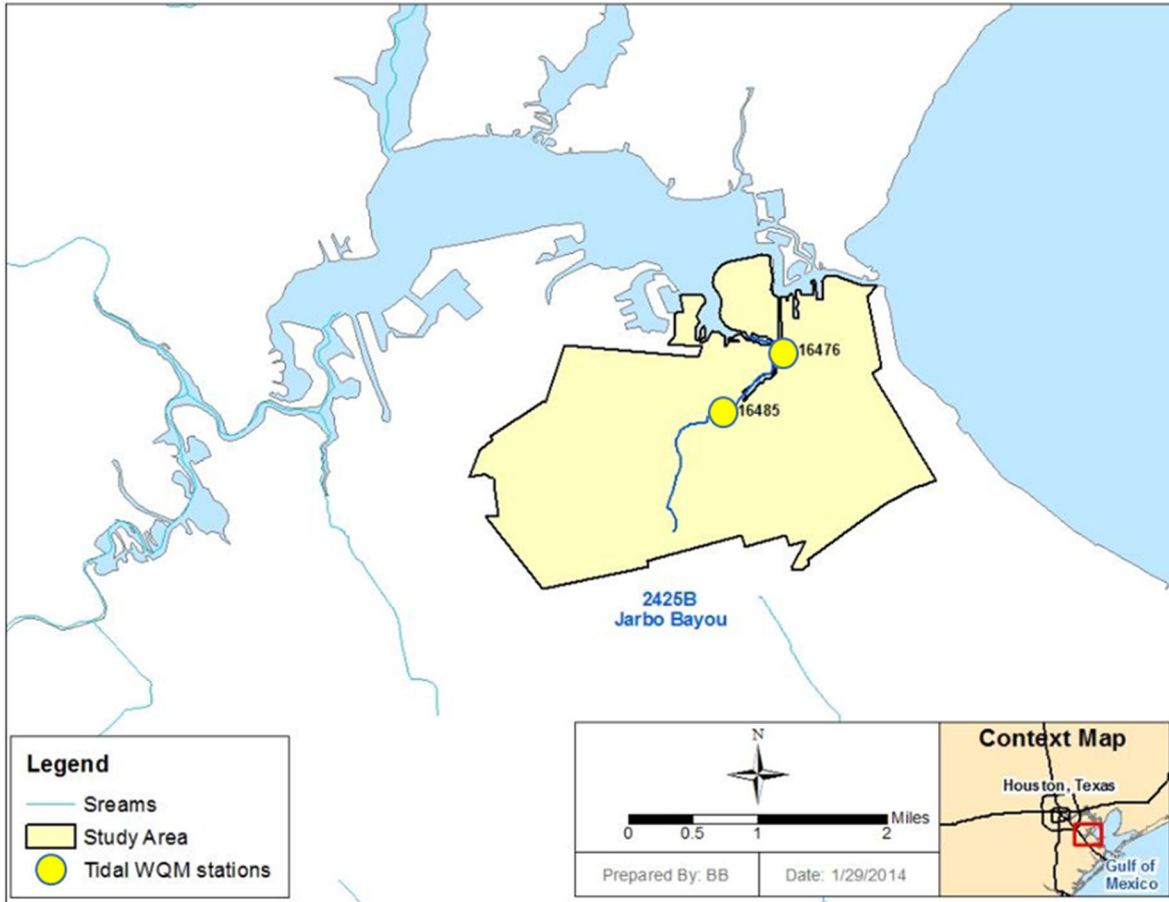 16476
16485
2425B
Jarbo Bayou
Legend
Sreams
Study Area
Tidal WQM stations
N
0 0.5 1 2 Miles
Prepared By: BB
Date: 1/29/2014
Context Map
Houston, Texas
Gulf of
Mexico